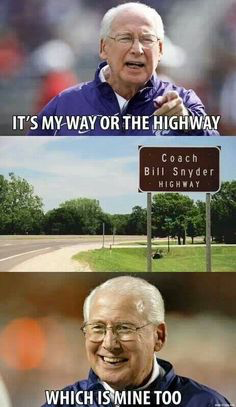 IT'S MY WAY OR THE HIGHWAY
Coach
Bill Snyder
HIGHWAY
WHICH IS MINE TOO